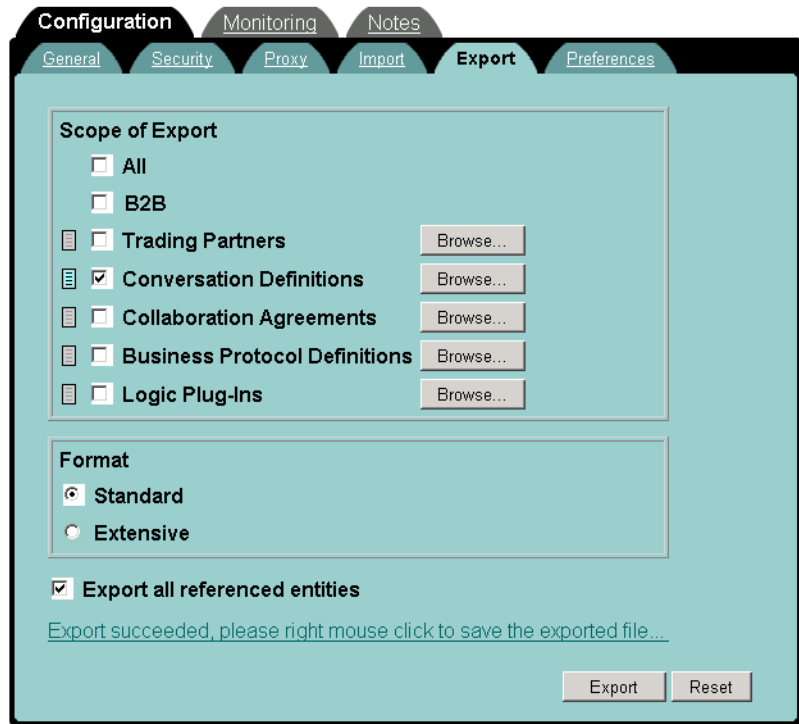 Configuration Monitoring Notes
General Security Proxy Import Export Preferences
Scope of Export
All
B2B
Trading Partners Browse...
Conversation Definitions Browse...
Collaboration Agreements Browse...
Business Protocol Definitions Browse...
Logic Plug-Ins Browse...
Format
Standard
Extensive
Export all referenced entities
Export succeeded, please right mouse click to save the exported file...
Export Reset